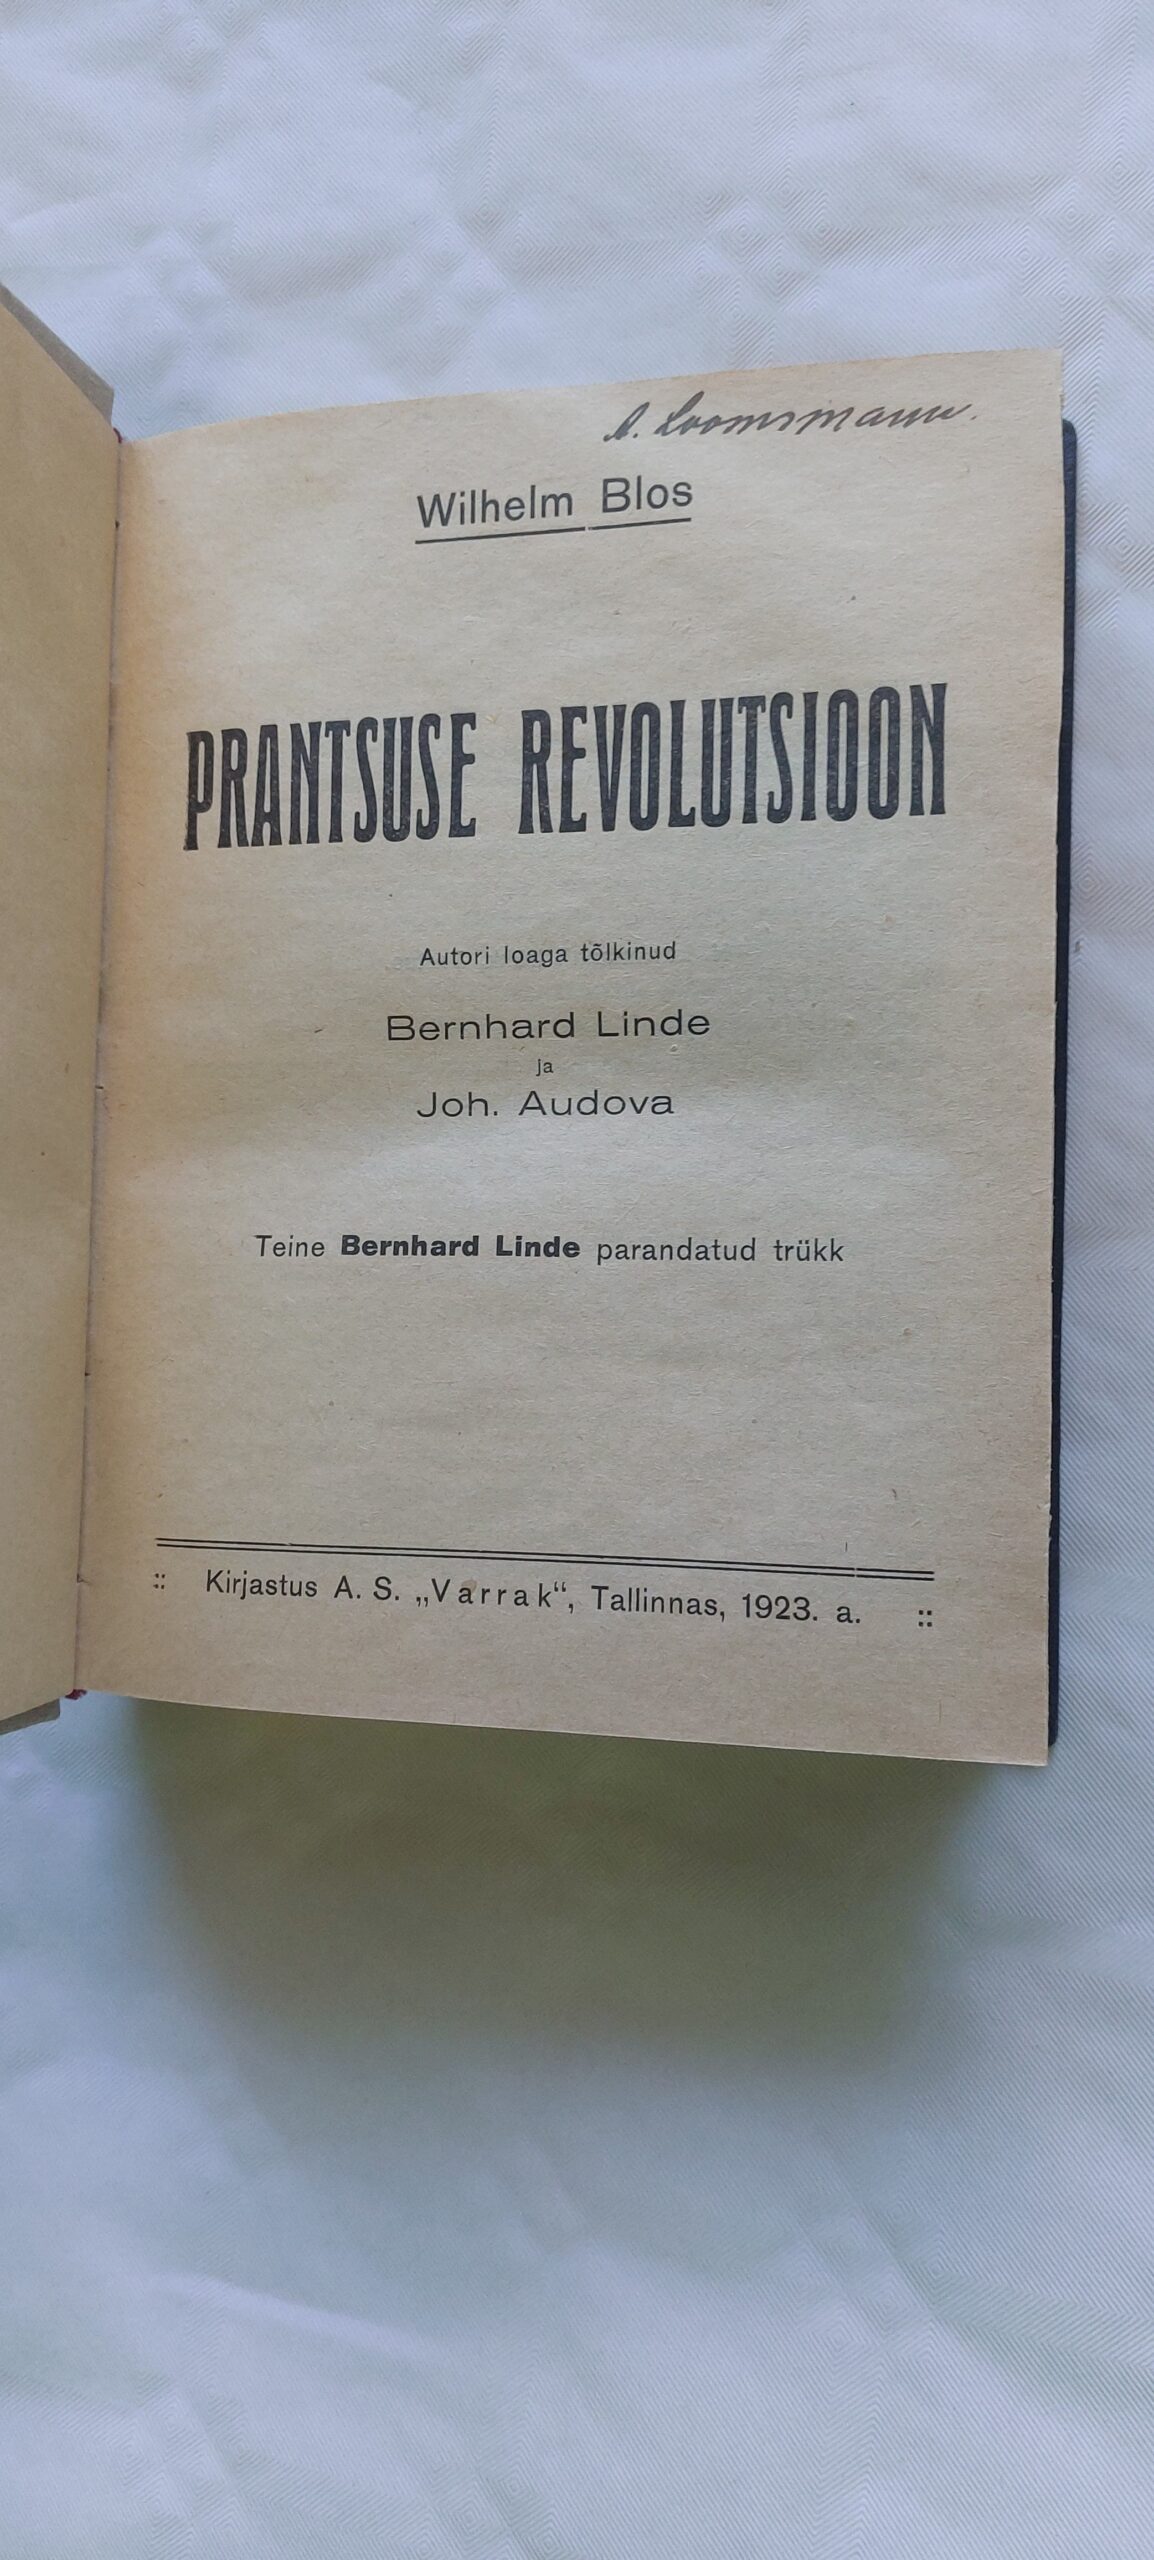 Loomsmann.
Wilhelm Blos
PRANTSUSE REVOLUTSIOON
Autori loaga tõlkinud
Bernhard Linde
ja
Joh. Audova
Teine Bernhard Linde parandatud trükk
:: Kirjastus A. S. „Varrak“, Tallinnas, 1923. a. ::